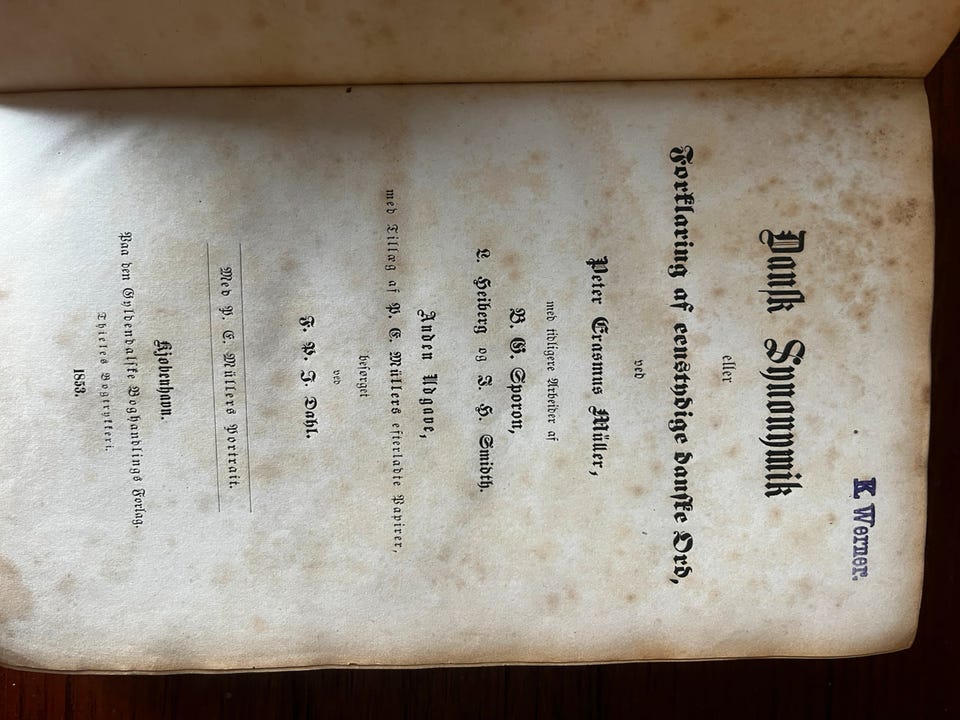 K Werner.
Dansk Synonymik
eller
Forklaring af eenstydige danske Ord,
ved
Peter Erasmus Müller,
med tidligere Arbeider af
B. G. Sporon,
L. Heiberg og J. H. Smidth.
Anden Udgave,
med Tillæg af P. E. Müllers efterladte Papirer,
besørget
ved
F. P. J. Dahl.
Med P. E. Müllers Portrait.
Kjøbenhavn.
Paa den Gyldendalske Boghandlings Forlag.
Thieles Bogtrykkeri.
1853.